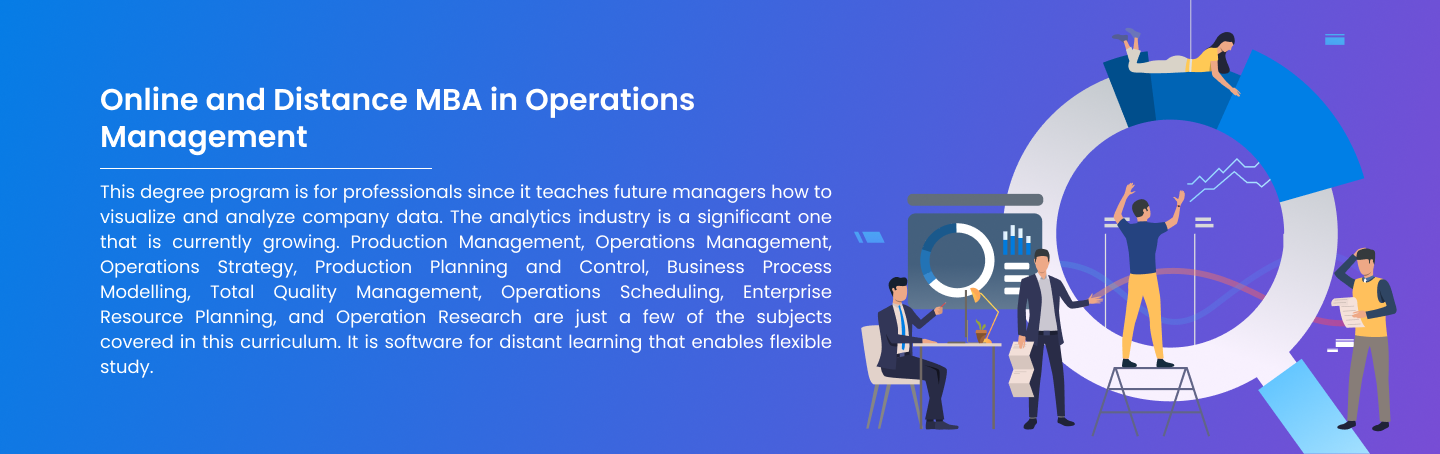 Online and Distance MBA in Operations
Management
This degree program is for professionals since it teaches future managers how to
visualize and analyze company data. The analytics industry is a significant one
that is currently growing. Production Management, Operations Management,
Operations Strategy, Production Planning and Control, Business Process
Modelling, Total Quality Management, Operations Scheduling, Enterprise
Resource Planning, and Operation Research are just a few of the subjects
covered in this curriculum. It is software for distant learning that enables flexible
study.